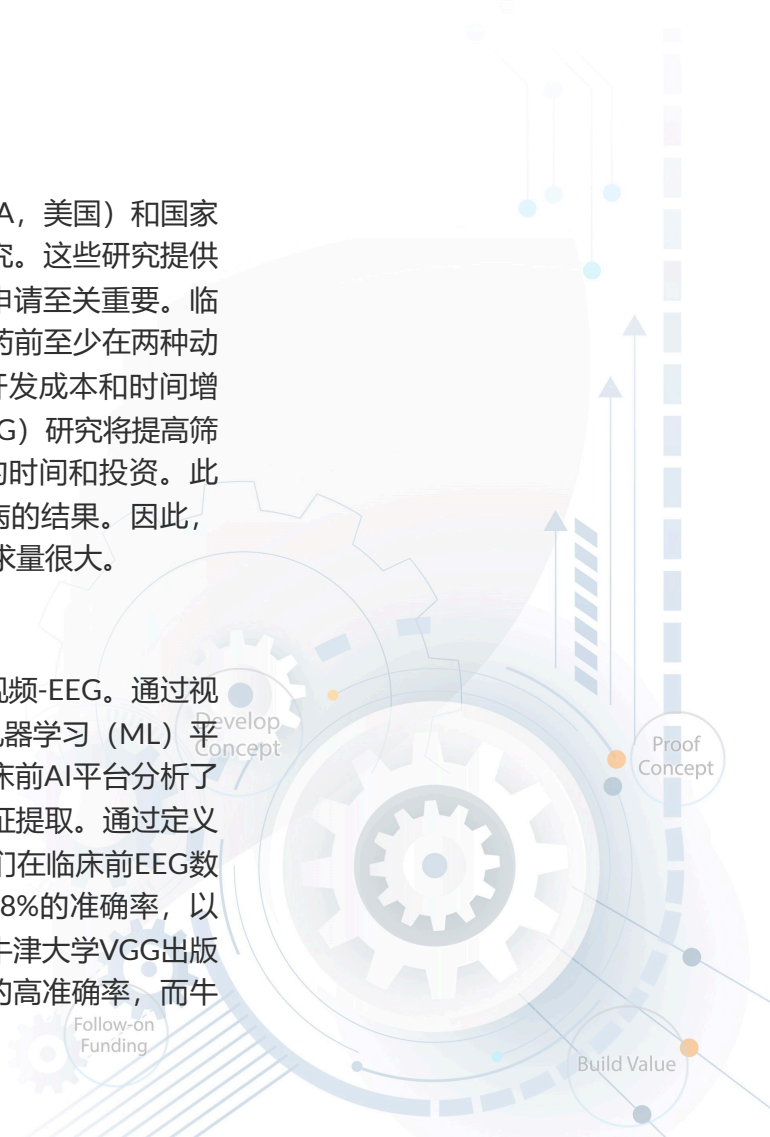 A，美国）和国家
究。这些研究提供
申请至关重要。临
药前至少在两种动
开发成本和时间增
G）研究将提高筛
的时间和投资。此
病的结果。因此，
求量很大。
视频-EEG。通过视
机器学习（ML）平
床前AI平台分析了
征提取。通过定义
们在临床前EEG数
8%的准确率，以
牛津大学VGG出版
的高准确率，而牛
Develop
Concept
Proof
Concept
Follow-on
Funding
Build Value